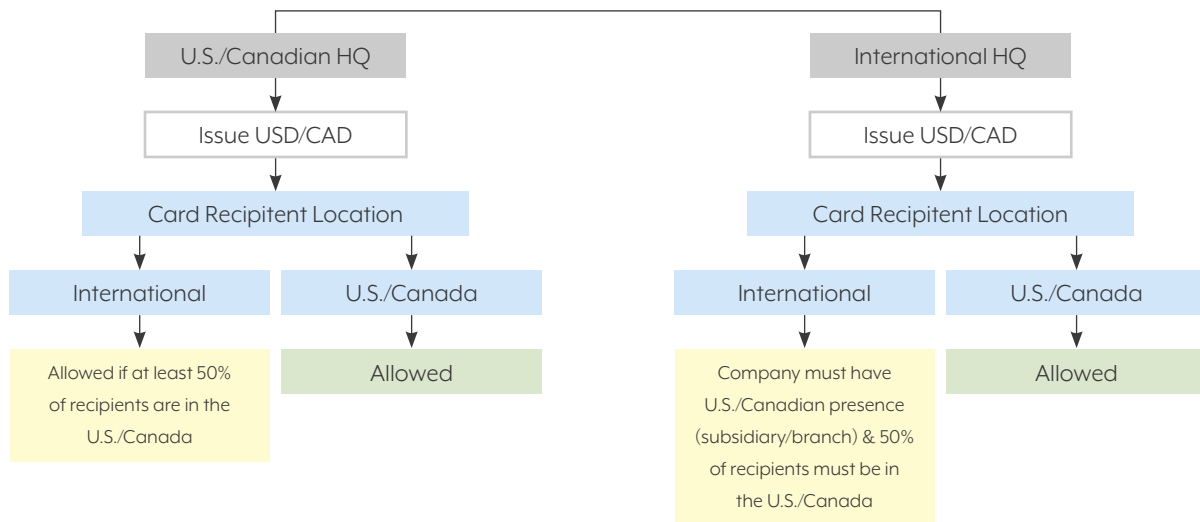 U.S./Canadian HQ
Issue USD/CAD
Card Recipitent Location
International
U.S./Canada
Allowed if at least 50%
of recipients are in the
U.S./Canada
Allowed
International HQ
Issue USD/CAD
Card Recipitent Location
International
U.S./Canada
Company must have
U.S./Canadian presence
(subsidiary/branch) & 50%
of recipients must be in
the U.S./Canada
Allowed